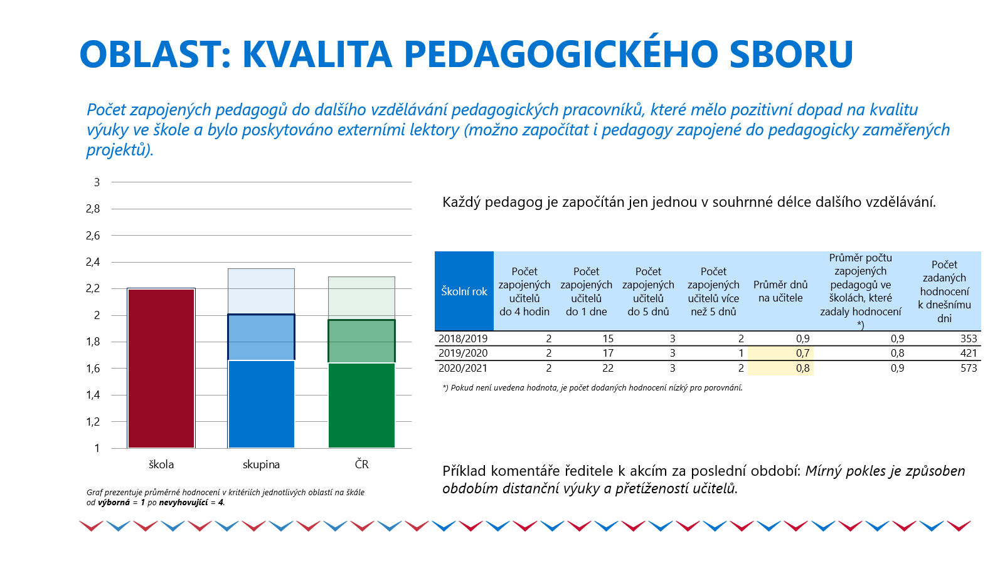 OBLAST: KVALITA PEDAGOGICKÉHO SBORU
Počet zapojených pedagogů do dalšího vzdělávání pedagogických pracovníků, které mělo pozitivní dopad na kvalitu
výuky ve škole a bylo poskytováno externími lektory (možno započítat i pedagogy zapojené do pedagogicky zaměřených
projektů).
3
2,8
2,6
2,4
2,2
2
1,8
1,6
1,4
1,2
1
škola skupina ČR
Graf prezentuje průměrné hodnocení v kritériích jednotlivých oblastí na škále
od výborná = 1 po nevyhovující = 4.
Každý pedagog je započítán jen jednou v souhrnné délce dalšího vzdělávání.
Školní rok
Počet
zapojených
učitelů
do 4 hodin
Počet
zapojených
učitelů
do 1 dne
Počet
zapojených
učitelů
do 5 dnů
Počet
zapojených
učitelů více
než 5 dnů
Průměr dnů
na učitele
Průměr počtu
zapojených
pedagogů ve
školách, které
zadaly hodnocení
*)
Počet
zadaných
hodnocení
k dnešnímu
dni
2018/2019 2 15 3 2 0,9 0,9 353
2019/2020 2 17 3 1 0,7 0,8 421
2020/2021 2 22 3 2 0,8 0,9 573
*) Pokud není uvedena hodnota, je počet dodaných hodnocení nízký pro porovnání.
Příklad komentáře ředitele k akcím za poslední období: Mírný pokles je způsoben
obdobím distanční výuky a přetížeností učitelů.